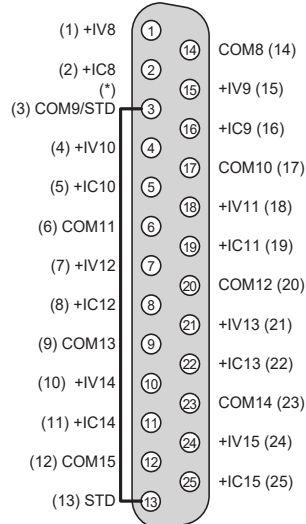 (1) +IV8
1
14
COM8 (14)
(2) +IC8
2
(*)
15
+IV9 (15)
(3) COM9/STD
3
16
+IC9 (16)
(4) +IV10
4
17
COM10 (17)
(5) +IC10
5
18
+IV11 (18)
(6) COM11
6
19
+IC11 (19)
(7) +IV12
7
20
COM12 (20)
(8) +IC12
8
21
+IV13 (21)
(9) COM13
9
22
+IC13 (22)
(10) +IV14
10
23
COM14 (23)
(11) +IC14
11
24
+IV15 (24)
(12) COM15
12
25
+IC15 (25)
(13) STD
13